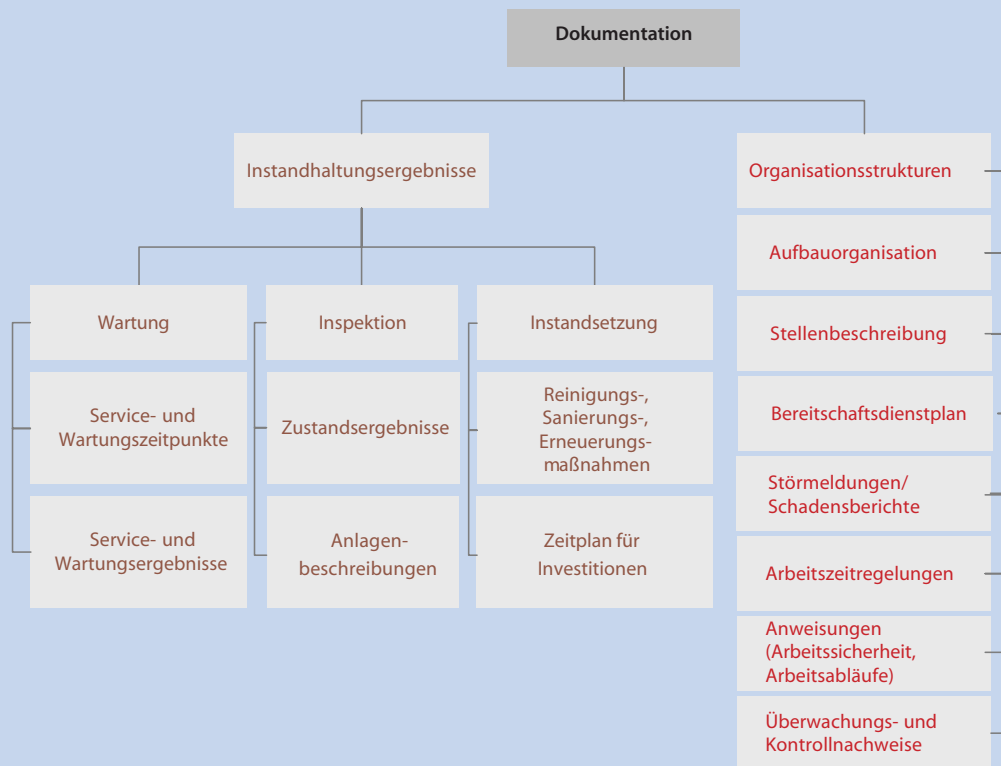 Dokumentation
Instandhaltungsergebnisse
Wartung
Service- und
Wartungszeitpunkte
Service- und
Wartungsergebnisse
Inspektion
Zustandsergebnisse
Anlagen-
beschreibungen
Instandsetzung
Reinigungs-,
Sanierungs-,
Erneuerungs-
maßnahmen
Zeitplan für
Investitionen
Organisationsstrukturen
Aufbauorganisation
Stellenbeschreibung
Bereitschaftsdienstplan
Störmeldungen/
Schadensberichte
Arbeitszeitregelungen
Anweisungen
(Arbeitssicherheit,
Arbeitsabläufe)
Überwachungs- und
Kontrollnachweise